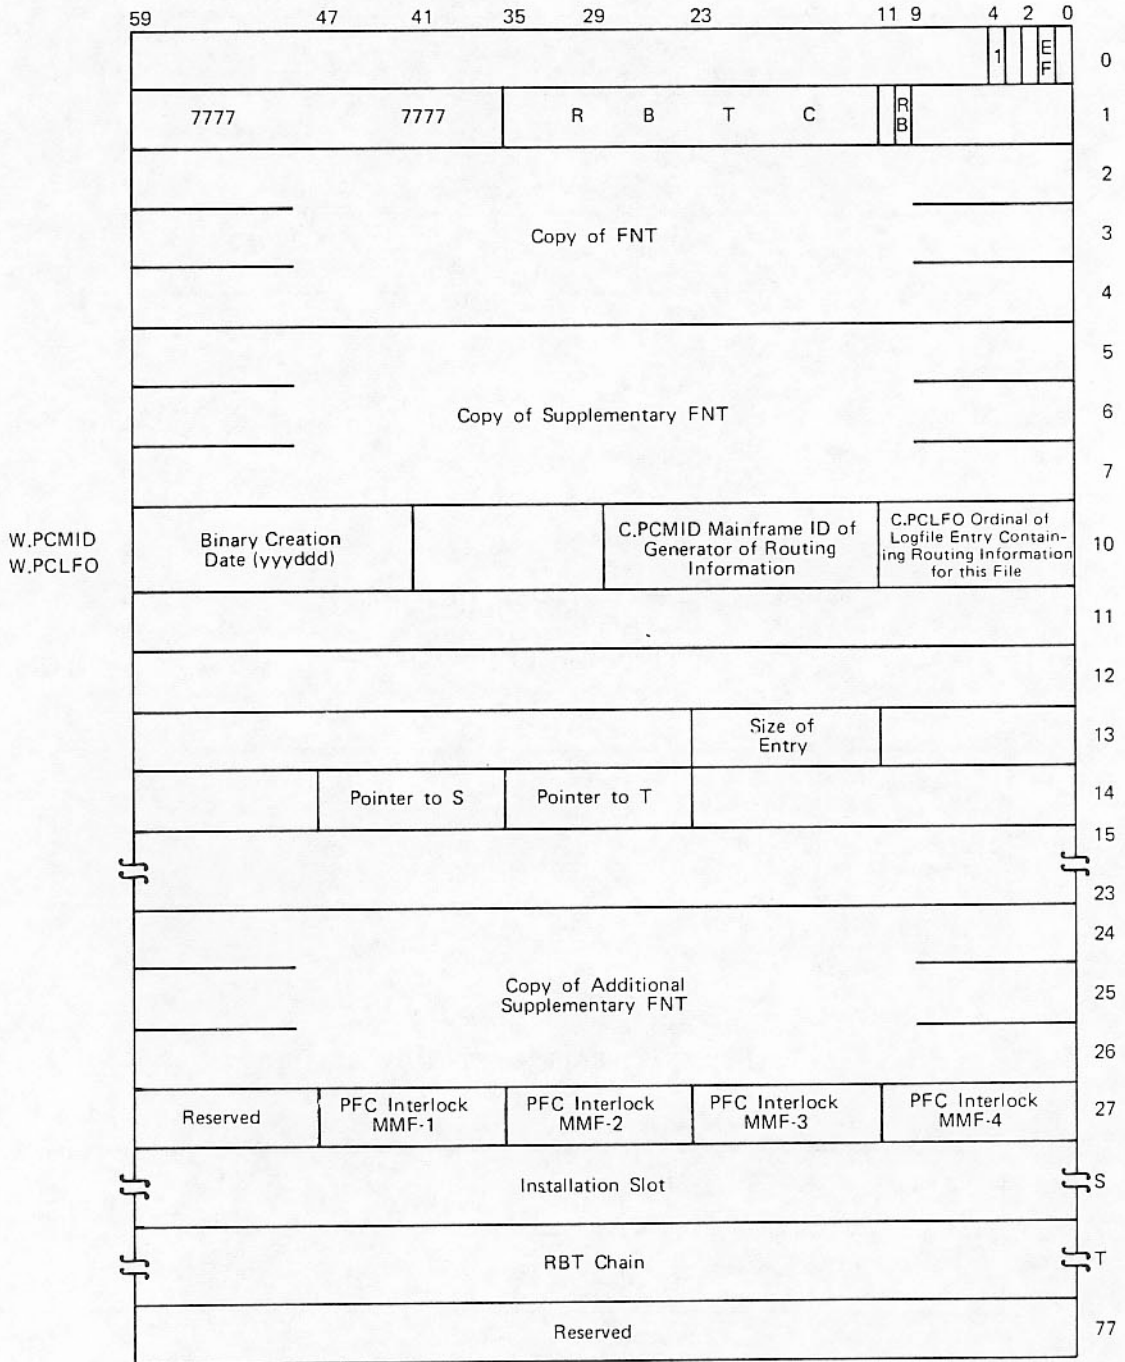 59 47 41 35 29 23 11 9 4 2 0
1 E F 0
7777 7777 R B T C R B 1
2
Copy of FNT 3
4
5
Copy of Supplementary FNT 6
7
W.PCMID
W.PCLFO
Binary Creation
Date (yyyddd)
C.PCMID Mainframe ID of
Generator of Routing
Information
C.PCLFO Ordinal of
Logfile Entry Contain-
ing Routing Information
for this File
10
11
12
Size of
Entry
13
Pointer to S Pointer to T 14
15
23
24
Copy of Additional
Supplementary FNT
25
26
Reserved
PFC Interlock
MMF-1
PFC Interlock
MMF-2
PFC Interlock
MMF-3
PFC Interlock
MMF-4
27
Installation Slot S
RBT Chain T
Reserved 77